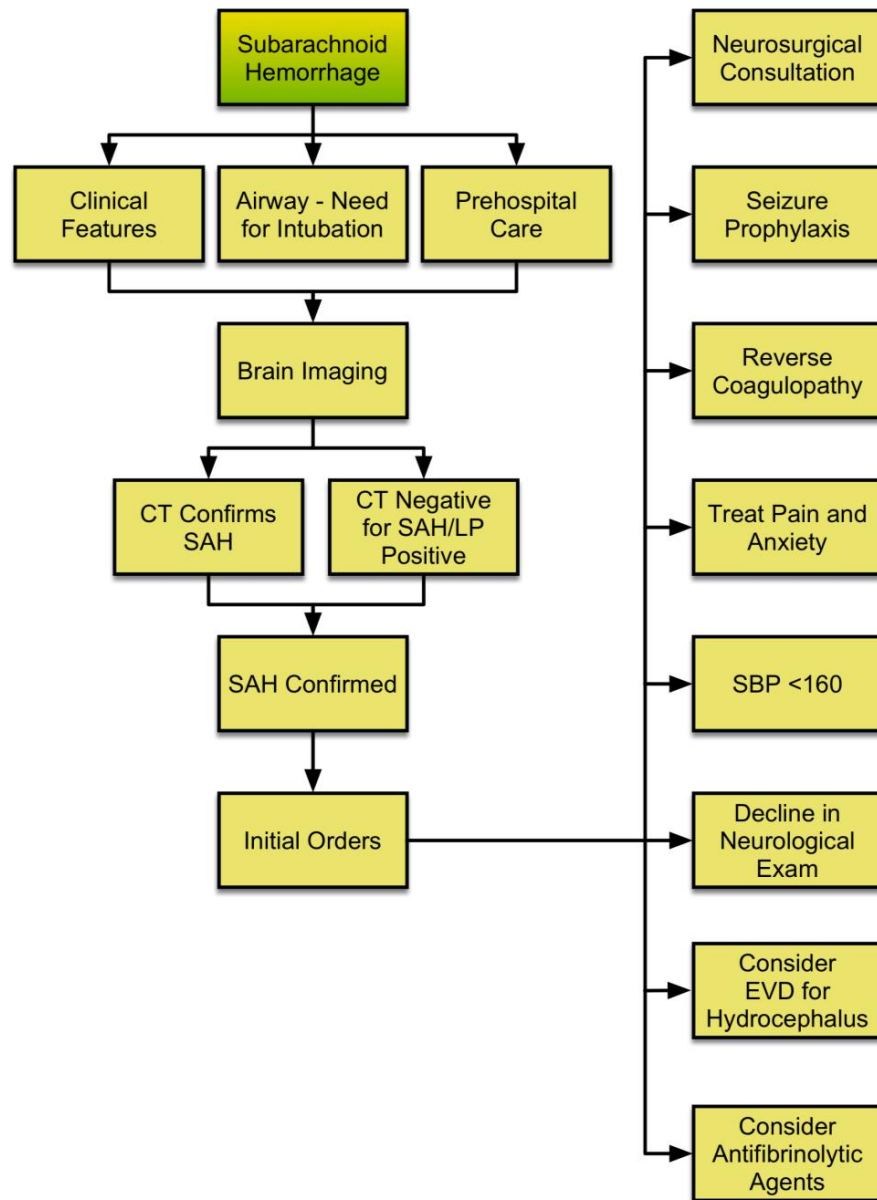 Subarachnoid
Hemorrhage
Clinical
Features
Airway - Need
for Intubation
Prehospital
Care
Brain Imaging
CT Confirms
SAH
CT Negative
for SAH/LP
Positive
SAH Confirmed
Initial Orders
Neurosurgical
Consultation
Seizure
Prophylaxis
Reverse
Coagulopathy
Treat Pain and
Anxiety
SBP <160
Decline in
Neurological
Exam
Consider
EVD for
Hydrocephalus
Consider
Antifibrinolytic
Agents